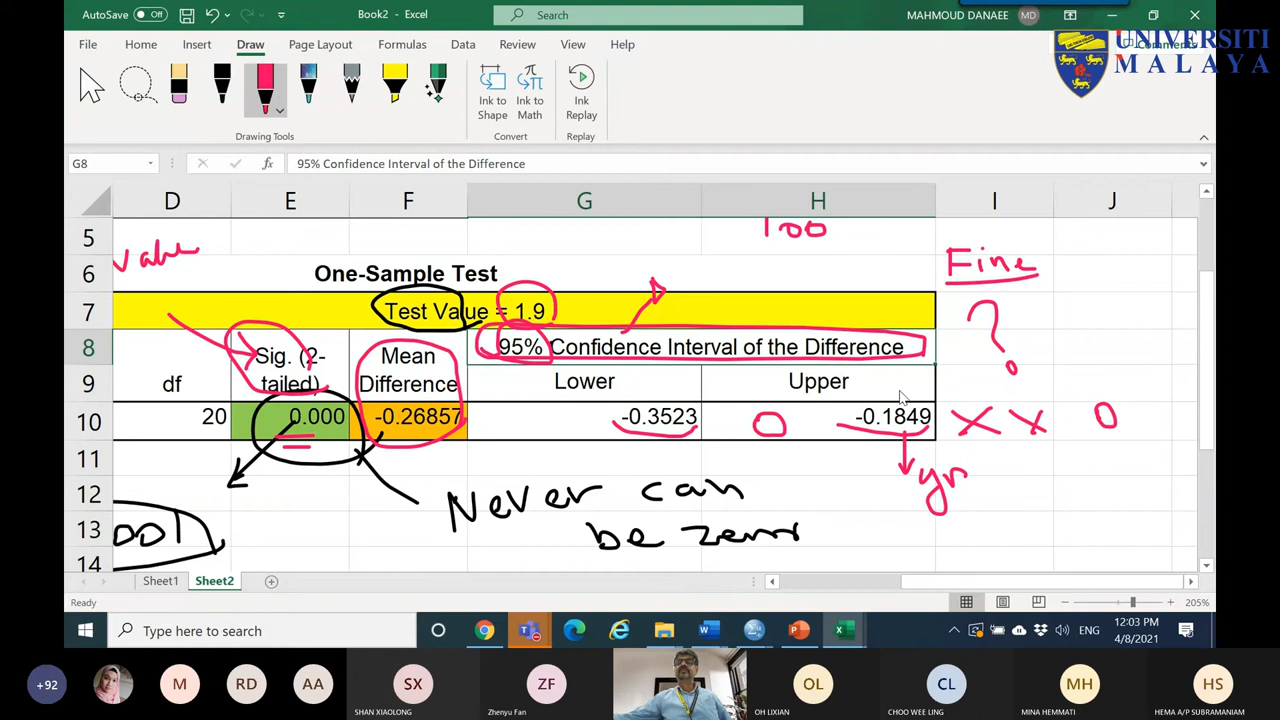 AutoSave Off Book2 - Excel Search MAHMOUD DANAEE MD
File Home Insert Draw Page Layout Formulas Data Review View Help Comments
UNIVERSITI
MALAYA
Ink to Shape
Ink to Math
Ink Replay
Drawing Tools Convert Replay
G8 fx 95% Confidence Interval of the Difference
D E F G H I J
5 100
value
6 One-Sample Test Fine
7 Test Value = 1.9 ?
8 95% Confidence Interval of the Difference
9 df Sig. (2-tailed) Mean Difference Lower Upper
10 20 0.000 -0.26857 -0.3523 0 -0.1849 X X 0
11 yr
12 Never can
13 001 be zero
14
Sheet1 Sheet2
Ready 205%
Type here to search ENG 12:03 PM
4/8/2021
+92 M RD AA SX ZF OL CL MH HS
SHAN XIAOLONG Zhenyu Fan OH LIXIAN CHOO WEE LING MINA HEMMATI HEMA A/P SUBRAMANIAM